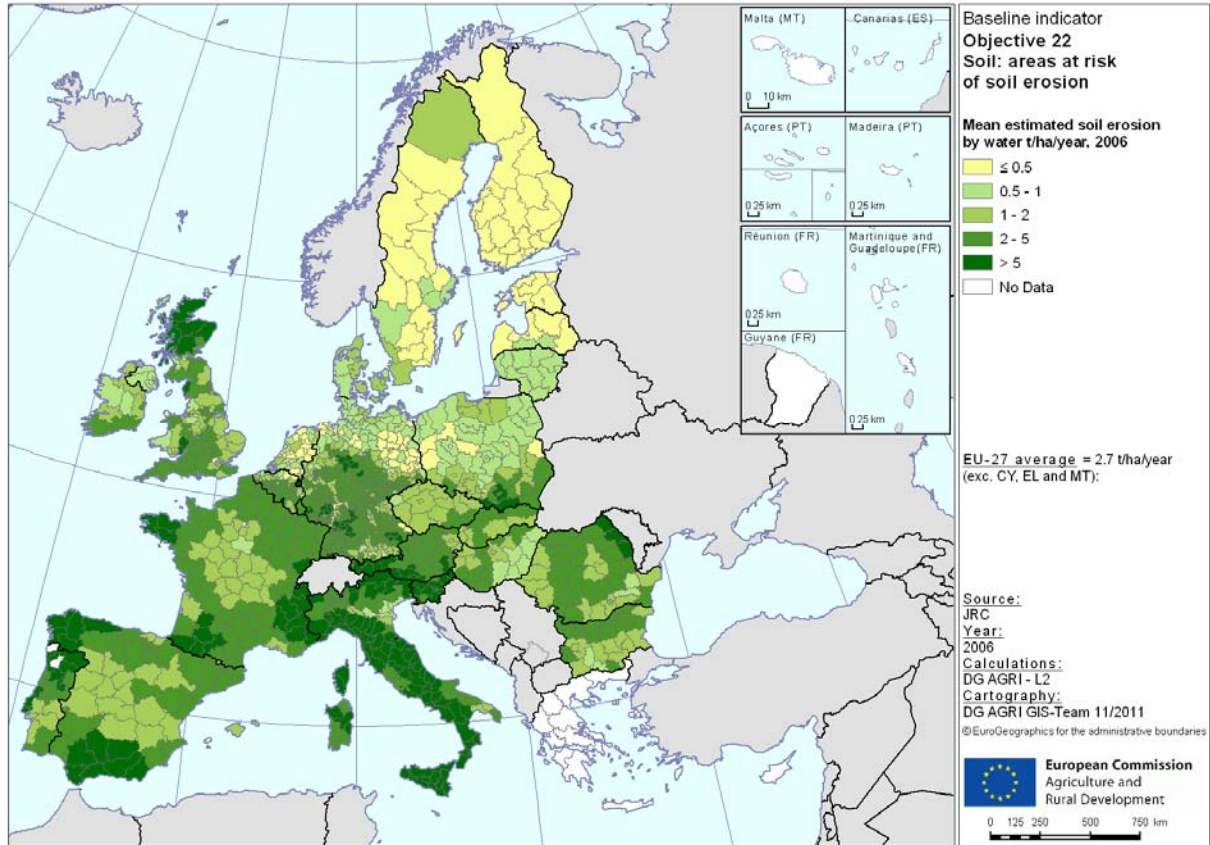 Malta (MT)
0 10 km
Canarias (ES)
Açores (PT)
0 25 km
Madeira (PT)
0 25 km
Réunion (FR)
0 25 km
Martinique and
Guadeloupe(FR)
Guyane (FR)
0 25 km
Baseline indicator
Objective 22
Soil: areas at risk
of soil erosion
Mean estimated soil erosion
by water t/ha/year, 2006
≤ 0.5
0.5 - 1
1 - 2
2 - 5
> 5
No Data
EU-27 average = 2.7 t/ha/year
(exc. CY, EL and MT):
Source:
JRC
Year:
2006
Calculations:
DG AGRI - L2
Cartography:
DG AGRI GIS-Team 11/2011
©EuroGeographics for the administrative boundaries
European Commission
Agriculture and
Rural Development
0 125 250 500 750 km